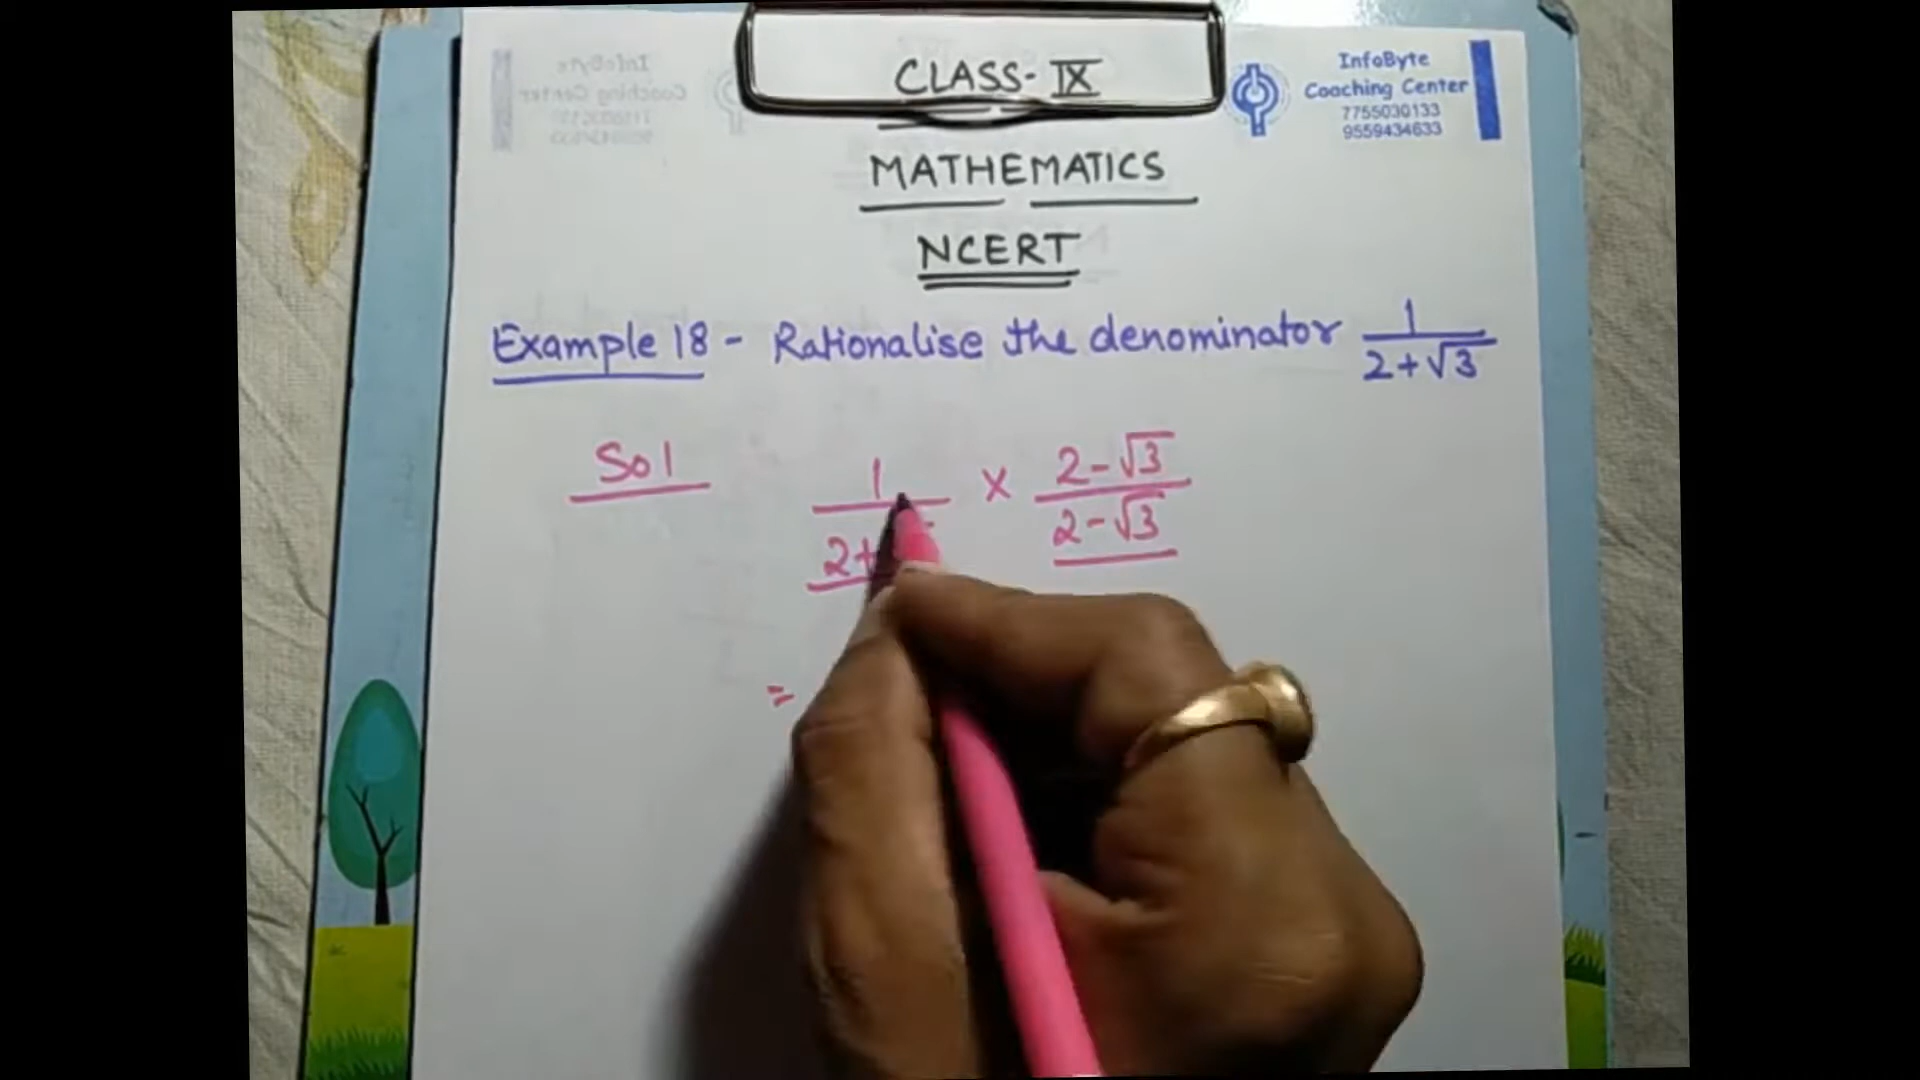 CLASS- IX
InfoByte
Coaching Center
7755030133
9559434633
MATHEMATICS
NCERT
Example 18 - Rationalise the denominator 1/2+√3
Sol
1/2+ × 2-√3/2-√3
=